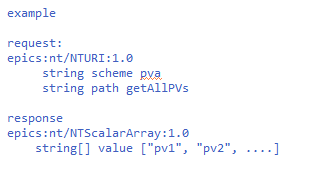 example
request:
epics:nt/NTURI:1.0
string scheme pva
string path getAllPVs
response
epics:nt/NTScalarArray:1.0
string[] value ["pv1", "pv2", ....]